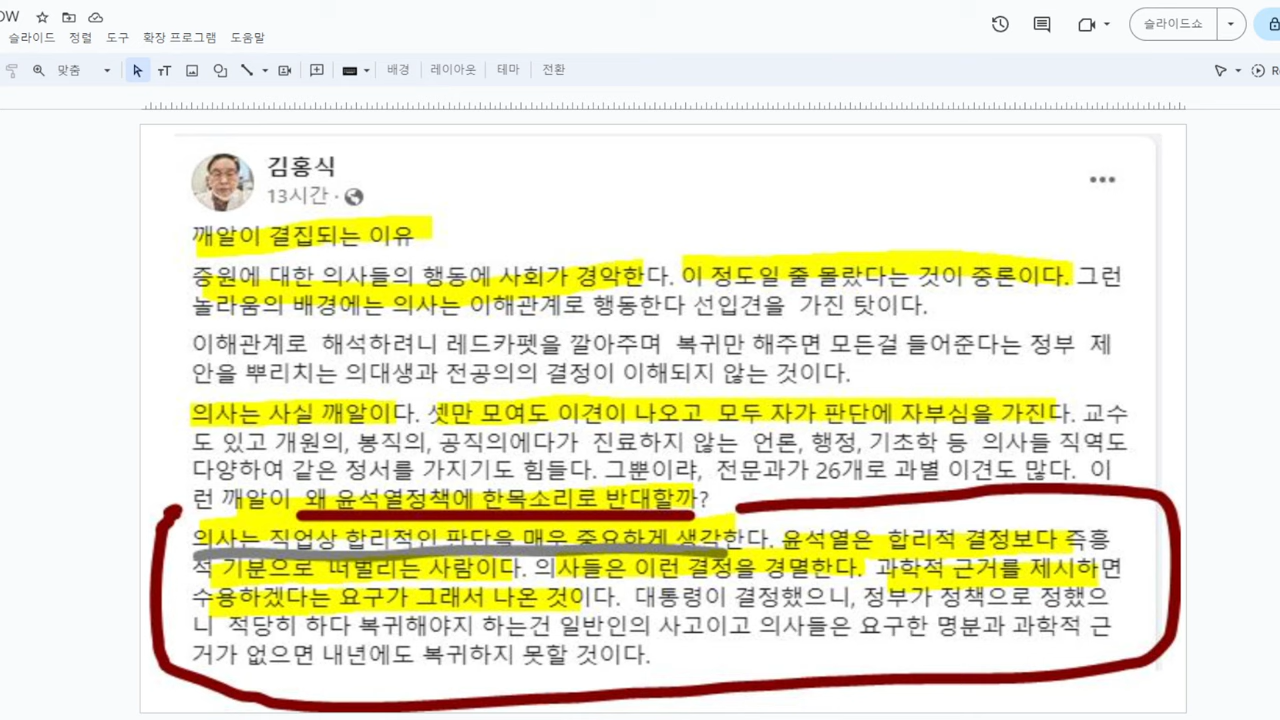 OW
슬라이드 정렬 도구 확장 프로그램 도움말
슬라이드쇼
맞춤 배경 레이아웃 테마 전환
김홍식
13시간 ·
깨알이 결집되는 이유
증원에 대한 의사들의 행동에 사회가 경악한다. 이 정도일 줄 몰랐다는 것이 중론이다. 그런
놀라움의 배경에는 의사는 이해관계로 행동한다 선입견을 가진 탓이다.
이해관계로 해석하려니 레드카펫을 깔아주며 복귀만 해주면 모든걸 들어준다는 정부 제
안을 뿌리치는 의대생과 전공의의 결정이 이해되지 않는 것이다.
의사는 사실 깨알이다. 셋만 모여도 이견이 나오고 모두 자가 판단에 자부심을 가진다. 교수
도 있고 개원의, 봉직의, 공직의에다가 진료하지 않는 언론, 행정, 기초학 등 의사들 직역도
다양하여 같은 정서를 가지기도 힘들다. 그뿐이랴, 전문과가 26개로 과별 이견도 많다. 이
런 깨알이 왜 윤석열정책에 한목소리로 반대할까?
의사는 직업상 합리적인 판단을 매우 중요하게 생각한다. 윤석열은 합리적 결정보다 즉흥
적 기분으로 떠벌리는 사람이다. 의사들은 이런 결정을 경멸한다. 과학적 근거를 제시하면
수용하겠다는 요구가 그래서 나온 것이다. 대통령이 결정했으니, 정부가 정책으로 정했으
니 적당히 하다 복귀해야지 하는건 일반인의 사고이고 의사들은 요구한 명분과 과학적 근
거가 없으면 내년에도 복귀하지 못할 것이다.